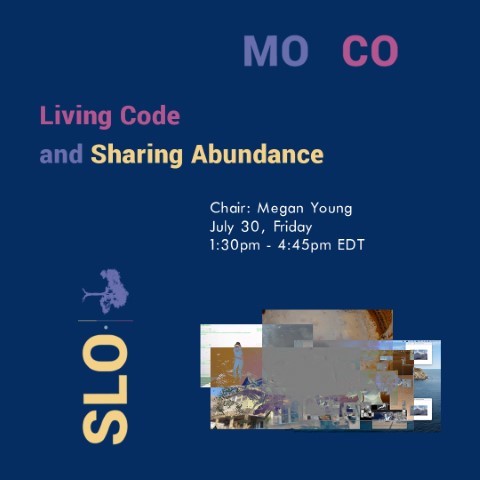 MO CO
Living Code
and Sharing Abundance
Chair: Megan Young
July 30, Friday
1:30pm - 4:45pm EDT
SLO